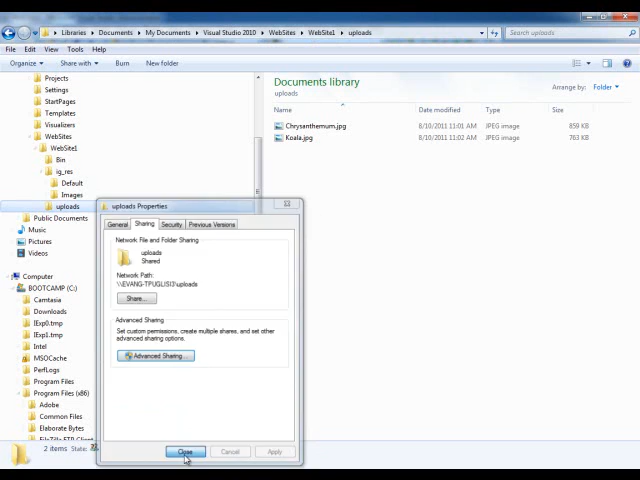 Libraries Documents My Documents Visual Studio 2010 WebSites WebSite1 uploads
Search uploads
File Edit View Tools Help
Organize Share with Burn New folder
Projects
Settings
StartPages
Templates
Visualizers
WebSites
WebSite1
Bin
ig_res
Default
Images
uploads
Public Documents
Music
Pictures
Videos
Computer
BOOTCAMP (C:)
Camtasia
Downloads
IExp0.tmp
IExp1.tmp
Intel
MSOCache
PerfLogs
Program Files
Program Files (x86)
Adobe
Common Files
Elaborate Bytes
FileZilla FTP Client
Documents library
uploads
Arrange by: Folder
Name Date modified Type Size
Chrysanthemum.jpg 8/10/2011 11:01 AM JPEG image 859 KB
Koala.jpg 8/10/2011 11:02 AM JPEG image 763 KB
uploads Properties
General Sharing Security Previous Versions
Network File and Folder Sharing
uploads
Shared
Network Path:
\\EVANG-TPUGLISI3\uploads
Share...
Advanced Sharing
Set custom permissions, create multiple shares, and set other
advanced sharing options.
Advanced Sharing...
Close Cancel Apply
2 items State: